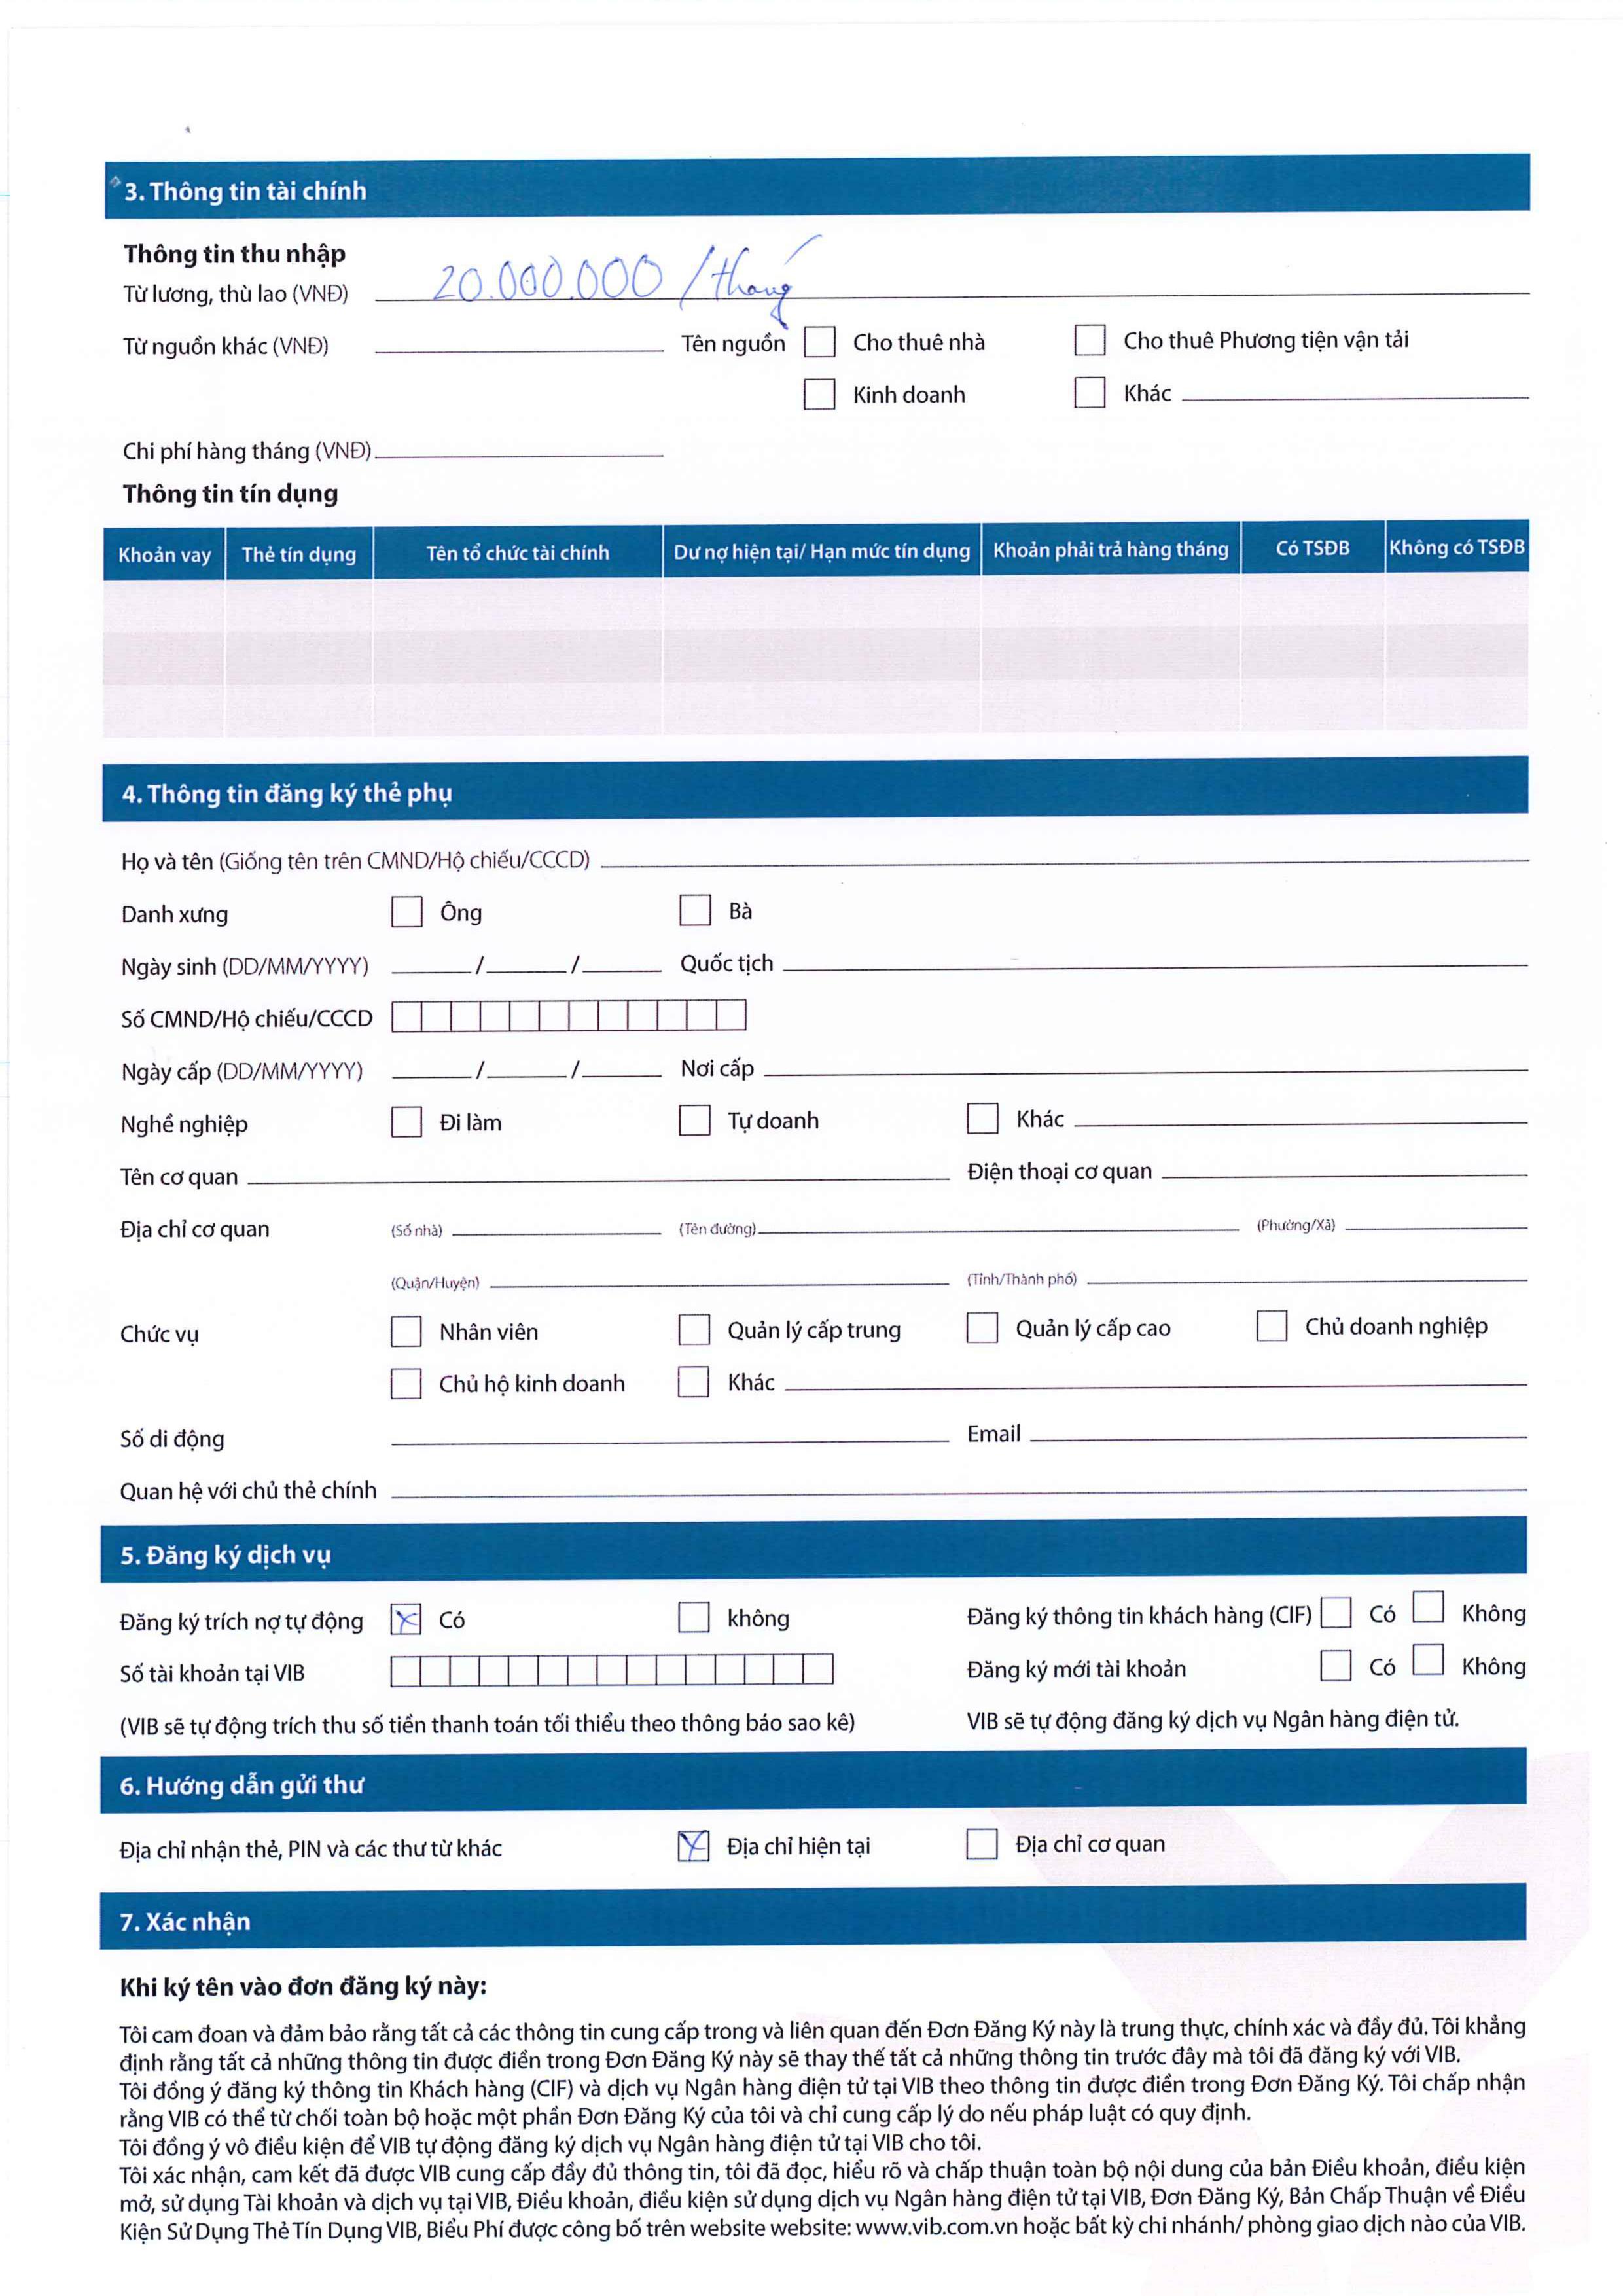 3. Thông tin tài chính
Thông tin thu nhập
Từ lương, thù lao (VNĐ) 20.000.000 /tháng
Từ nguồn khác (VNĐ) Tên nguồn Cho thuê nhà Cho thuê Phương tiện vận tải
Kinh doanh Khác
Chi phí hàng tháng (VNĐ)
Thông tin tín dụng
Khoản vay Thẻ tín dụng Tên tổ chức tài chính Dư nợ hiện tại/ Hạn mức tín dụng Khoản phải trả hàng tháng Có TSĐB Không có TSĐB
4. Thông tin đăng ký thẻ phụ
Họ và tên (Giống tên trên CMND/Hộ chiếu/CCCD)
Danh xưng Ông Bà
Ngày sinh (DD/MM/YYYY) / / Quốc tịch
Số CMND/Hộ chiếu/CCCD
Ngày cấp (DD/MM/YYYY) / / Nơi cấp
Nghề nghiệp Đi làm Tự doanh Khác
Tên cơ quan Điện thoại cơ quan
Địa chỉ cơ quan (Số nhà) (Tên đường) (Phường/Xã)
(Quận/Huyện) (Tỉnh/Thành phố)
Chức vụ Nhân viên Quản lý cấp trung Quản lý cấp cao Chủ doanh nghiệp
Chủ hộ kinh doanh Khác
Số di động Email
Quan hệ với chủ thẻ chính
5. Đăng ký dịch vụ
Đăng ký trích nợ tự động X Có không Đăng ký thông tin khách hàng (CIF) Có Không
Số tài khoản tại VIB Đăng ký mới tài khoản Có Không
(VIB sẽ tự động trích thu số tiền thanh toán tối thiểu theo thông báo sao kê) VIB sẽ tự động đăng ký dịch vụ Ngân hàng điện tử.
6. Hướng dẫn gửi thư
Địa chỉ nhận thẻ, PIN và các thư từ khác X Địa chỉ hiện tại Địa chỉ cơ quan
7. Xác nhận
Khi ký tên vào đơn đăng ký này:
Tôi cam đoan và đảm bảo rằng tất cả các thông tin cung cấp trong và liên quan đến Đơn Đăng Ký này là trung thực, chính xác và đầy đủ. Tôi khẳng
định rằng tất cả những thông tin được điền trong Đơn Đăng Ký này sẽ thay thế tất cả những thông tin trước đây mà tôi đã đăng ký với VIB.
Tôi đồng ý đăng ký thông tin Khách hàng (CIF) và dịch vụ Ngân hàng điện tử tại VIB theo thông tin được điền trong Đơn Đăng Ký. Tôi chấp nhận
rằng VIB có thể từ chối toàn bộ hoặc một phần Đơn Đăng Ký của tôi và chỉ cung cấp lý do nếu pháp luật có quy định.
Tôi đồng ý vô điều kiện để VIB tự động đăng ký dịch vụ Ngân hàng điện tử tại VIB cho tôi.
Tôi xác nhận, cam kết đã được VIB cung cấp đầy đủ thông tin, tôi đã đọc, hiểu rõ và chấp thuận toàn bộ nội dung của bản Điều khoản, điều kiện
mở, sử dụng Tài khoản và dịch vụ tại VIB, Điều khoản, điều kiện sử dụng dịch vụ Ngân hàng điện tử tại VIB, Đơn Đăng Ký, Bản Chấp Thuận về Điều
Kiện Sử Dụng Thẻ Tín Dụng VIB, Biểu Phí được công bố trên website website: www.vib.com.vn hoặc bất kỳ chi nhánh/ phòng giao dịch nào của VIB.